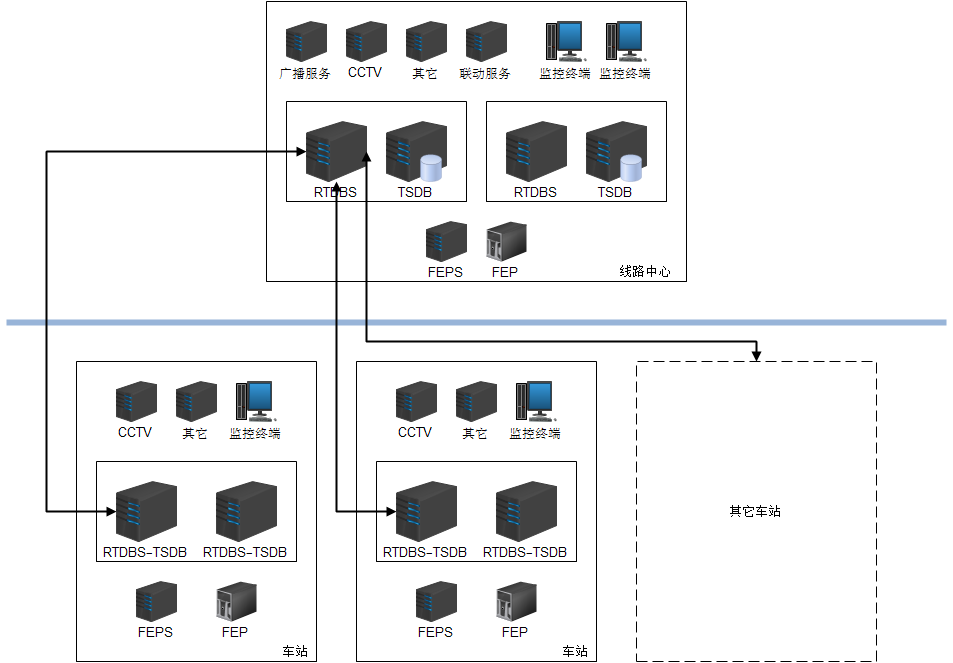 广播服务
CCTV
其它
联动服务
监控终端
监控终端
RTDBS
TSDB
RTDBS
TSDB
FEPS
FEP
线路中心
CCTV
其它
监控终端
RTDBS-TSDB
RTDBS-TSDB
FEPS
FEP
车站
CCTV
其它
监控终端
RTDBS-TSDB
RTDBS-TSDB
FEPS
FEP
车站
其它车站